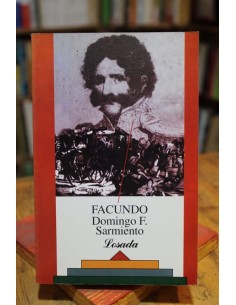 FACUNDO
Domingo F.
Sarmiento
Losada